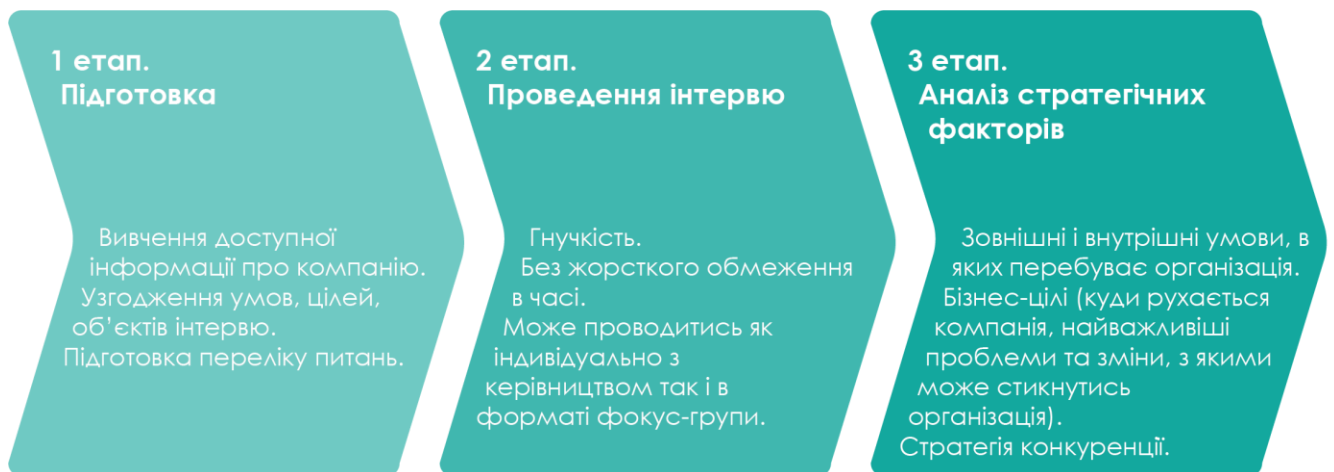 1 етап.
Підготовка
Вивчення доступної
інформації про компанію.
Узгодження умов, цілей,
об’єктів інтервю.
Підготовка переліку питань.
2 етап.
Проведення інтервю
Гнучкість.
Без жорсткого обмеження
в часі.
Може проводитись як
індивідуально з
керівництвом так і в
форматі фокус-групи.
3 етап.
Аналіз стратегічних
факторів
Зовнішні і внутрішні умови, в
яких перебуває організація.
Бізнес-цілі (куди рухається
компанія, найважливіші
проблеми та зміни, з якими
може стикнутись
організація).
Стратегія конкуренції.